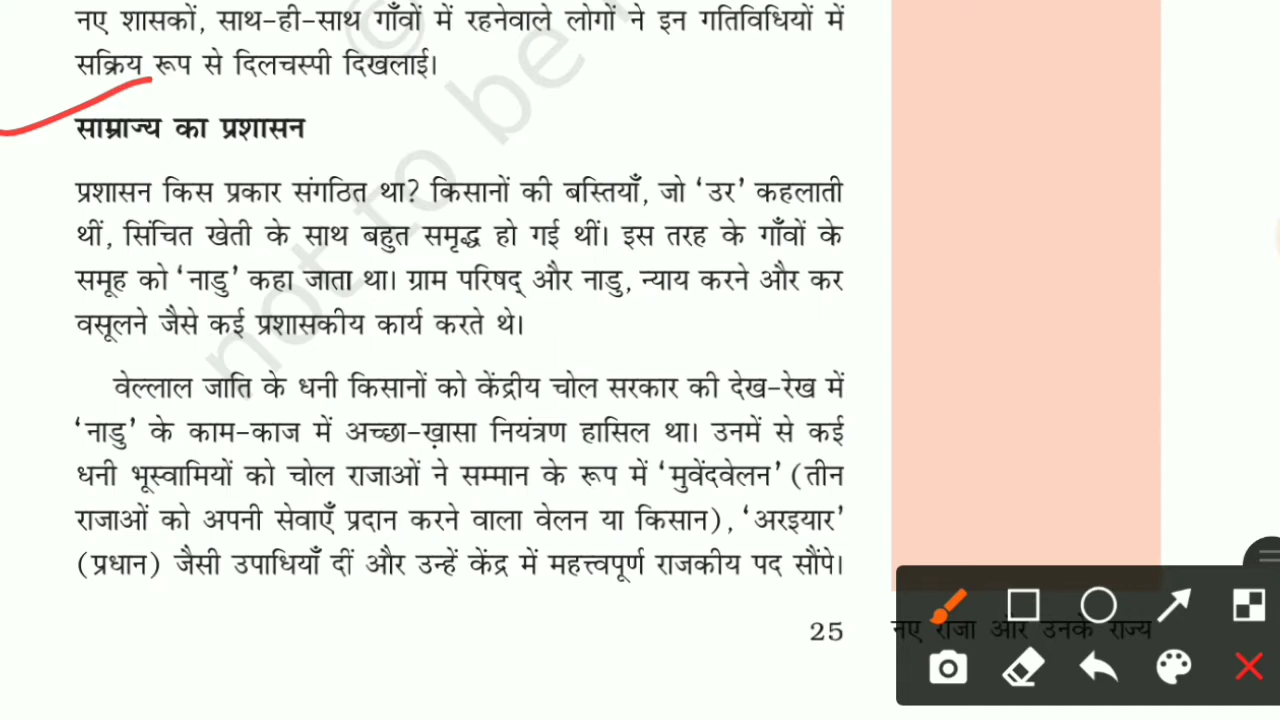 नए शासकों, साथ-ही-साथ गाँवों में रहनेवाले लोगों ने इन गतिविधियों में
सक्रिय रूप से दिलचस्पी दिखलाई।
साम्राज्य का प्रशासन
प्रशासन किस प्रकार संगठित था? किसानों की बस्तियाँ, जो ‘उर’ कहलाती
थीं, सिंचित खेती के साथ बहुत समृद्ध हो गई थीं। इस तरह के गाँवों के
समूह को ‘नाडु’ कहा जाता था। ग्राम परिषद् और नाडु, न्याय करने और कर
वसूलने जैसे कई प्रशासकीय कार्य करते थे।
वेल्लाल जाति के धनी किसानों को केंद्रीय चोल सरकार की देख-रेख में
‘नाडु’ के काम-काज में अच्छा-ख़ासा नियंत्रण हासिल था। उनमें से कई
धनी भूस्वामियों को चोल राजाओं ने सम्मान के रूप में ‘मुवेंदवेलन’ (तीन
राजाओं को अपनी सेवाएँ प्रदान करने वाला वेलन या किसान), ‘अरइयार’
(प्रधान) जैसी उपाधियाँ दीं और उन्हें केंद्र में महत्त्वपूर्ण राजकीय पद सौंपे।
25
नए राजा और उनके राज्य
© not to be